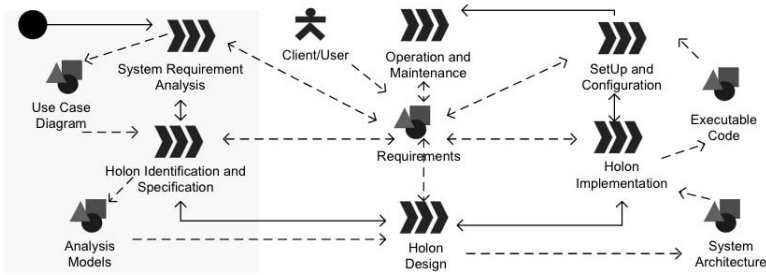 Client/User
Operation and
Maintenance
System Requirement
Analysis
SetUp and
Configuration
Use Case
Diagram
Executable
Code
Requirements
Holon Identification and
Specification
Holon
Implementation
Analysis
Models
Holon
Design
System
Architecture